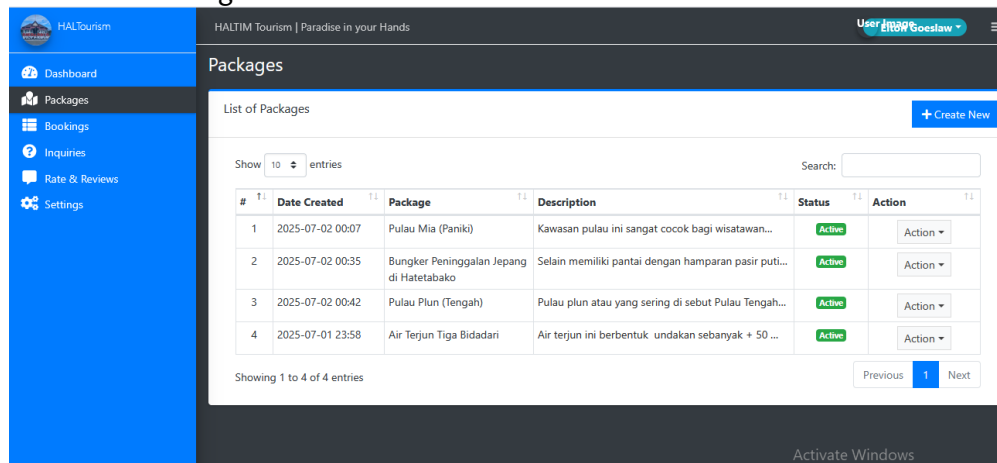 HALTourism
HALTIM Tourism | Paradise in your Hands
User Image
Elton Goeslaw
Dashboard
Packages
Bookings
Inquiries
Rate & Reviews
Settings
Packages
List of Packages
Create New
Show 10 entries
Search:
# Date Created Package Description Status Action
1 2025-07-02 00:07 Pulau Mia (Paniki) Kawasan pulau ini sangat cocok bagi wisatawan... Active Action
2 2025-07-02 00:35 Bungker Peninggalan Jepang Selain memiliki pantai dengan hamparan pasir puti... Active Action
di Hatetabako
3 2025-07-02 00:42 Pulau Plun (Tengah) Pulau plun atau yang sering di sebut Pulau Tengah... Active Action
4 2025-07-01 23:58 Air Terjun Tiga Bidadari Air terjun ini berbentuk undakan sebanyak + 50 ... Active Action
Showing 1 to 4 of 4 entries
Previous 1 Next
Activate Windows